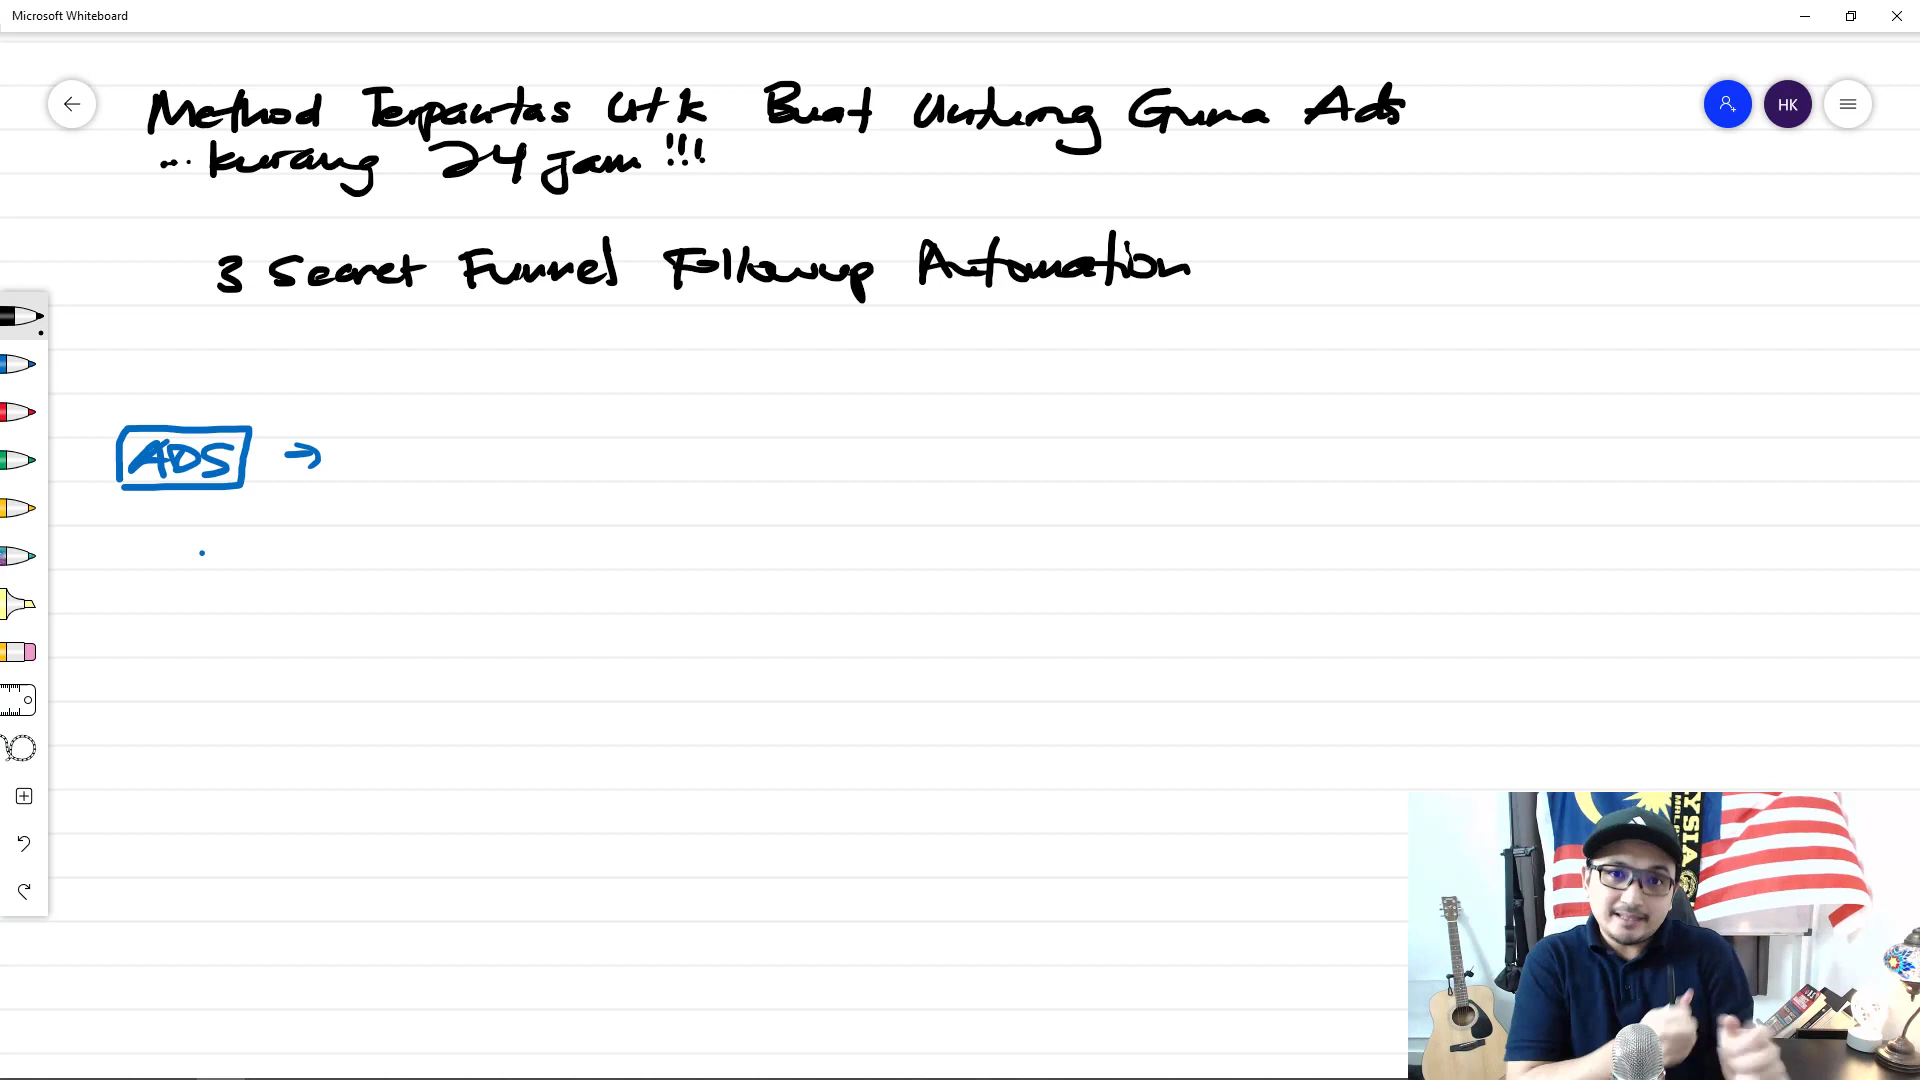 Microsoft Whiteboard
Method Terpantas Utk Buat Untung Guna Ads
... kurang 24 jam !!!
HK
3 Secret Funnel Followup Automation
ADS →
YSIA